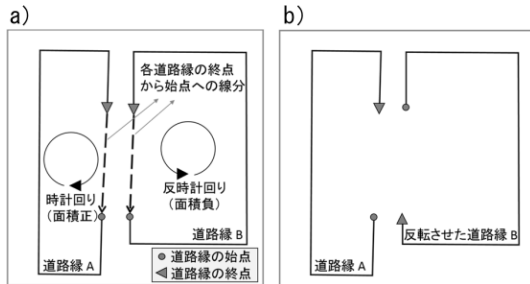 a)
各道路縁の終点
から始点への線分
時計回り
(面積正)
反時計回り
(面積負)
道路縁 A
道路縁 B
道路縁の始点
道路縁の終点
b)
反転させた道路縁 B
道路縁 A